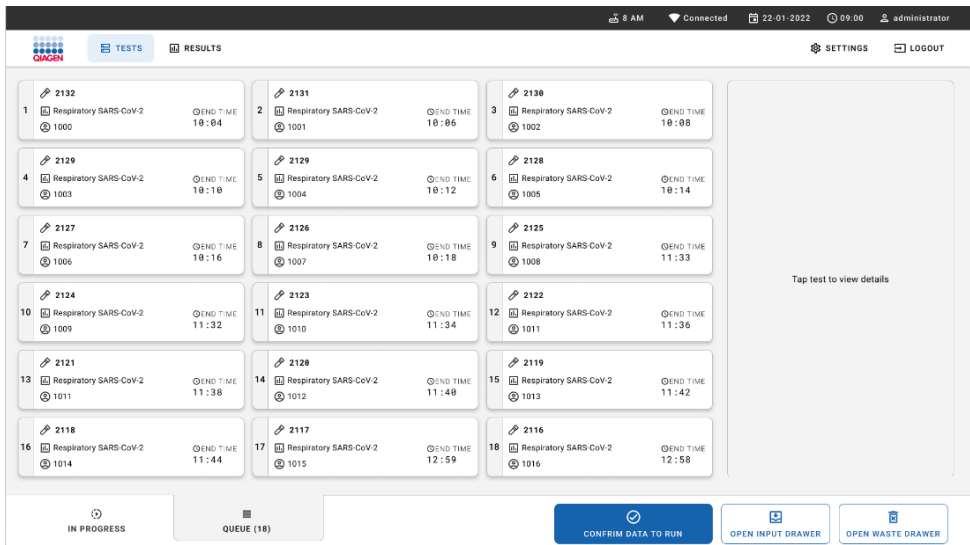 8 AM Connected 22-01-2022 09:00 administrator
QIAGEN TESTS RESULTS SETTINGS LOGOUT
1 2132
Respiratory SARS-CoV-2 END TIME
1000 10:04
2 2131
Respiratory SARS-CoV-2 END TIME
1001 10:06
3 2130
Respiratory SARS-CoV-2 END TIME
1002 10:08
4 2129
Respiratory SARS-CoV-2 END TIME
1003 10:10
5 2129
Respiratory SARS-CoV-2 END TIME
1004 10:12
6 2128
Respiratory SARS-CoV-2 END TIME
1005 10:14
7 2127
Respiratory SARS-CoV-2 END TIME
1006 10:16
8 2126
Respiratory SARS-CoV-2 END TIME
1007 10:18
9 2125
Respiratory SARS-CoV-2 END TIME
1008 11:33
10 2124
Respiratory SARS-CoV-2 END TIME
1009 11:32
11 2123
Respiratory SARS-CoV-2 END TIME
1010 11:34
12 2122
Respiratory SARS-CoV-2 END TIME
1011 11:36
13 2121
Respiratory SARS-CoV-2 END TIME
1011 11:38
14 2120
Respiratory SARS-CoV-2 END TIME
1012 11:40
15 2119
Respiratory SARS-CoV-2 END TIME
1013 11:42
16 2118
Respiratory SARS-CoV-2 END TIME
1014 11:44
17 2117
Respiratory SARS-CoV-2 END TIME
1015 12:59
18 2116
Respiratory SARS-CoV-2 END TIME
1016 12:58
Tap test to view details
IN PROGRESS QUEUE (18) CONFRIM DATA TO RUN OPEN INPUT DRAWER OPEN WASTE DRAWER